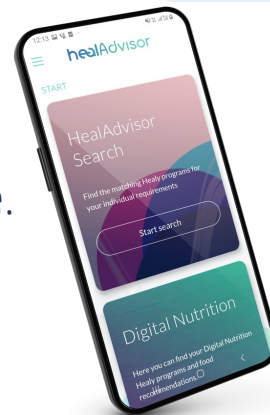 12:13
healAdvisor
START
HealAdvisor
Search
Find the matching Healy programs for
your individual requirements
Start search
Digital Nutrition
Here you can find your Digital Nutrition
Healy programs and food
recommendations.